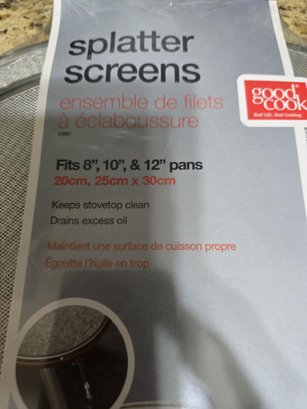 splatter
screens
ensemble de filets
à éclaboussure
good
cook
Real Life. Real Cooking.
Fits 8", 10", & 12" pans
20cm, 25cm x 30cm
Keeps stovetop clean
Drains excess oil
Maintient une surface de cuisson propre
Égoutte l'huile en trop